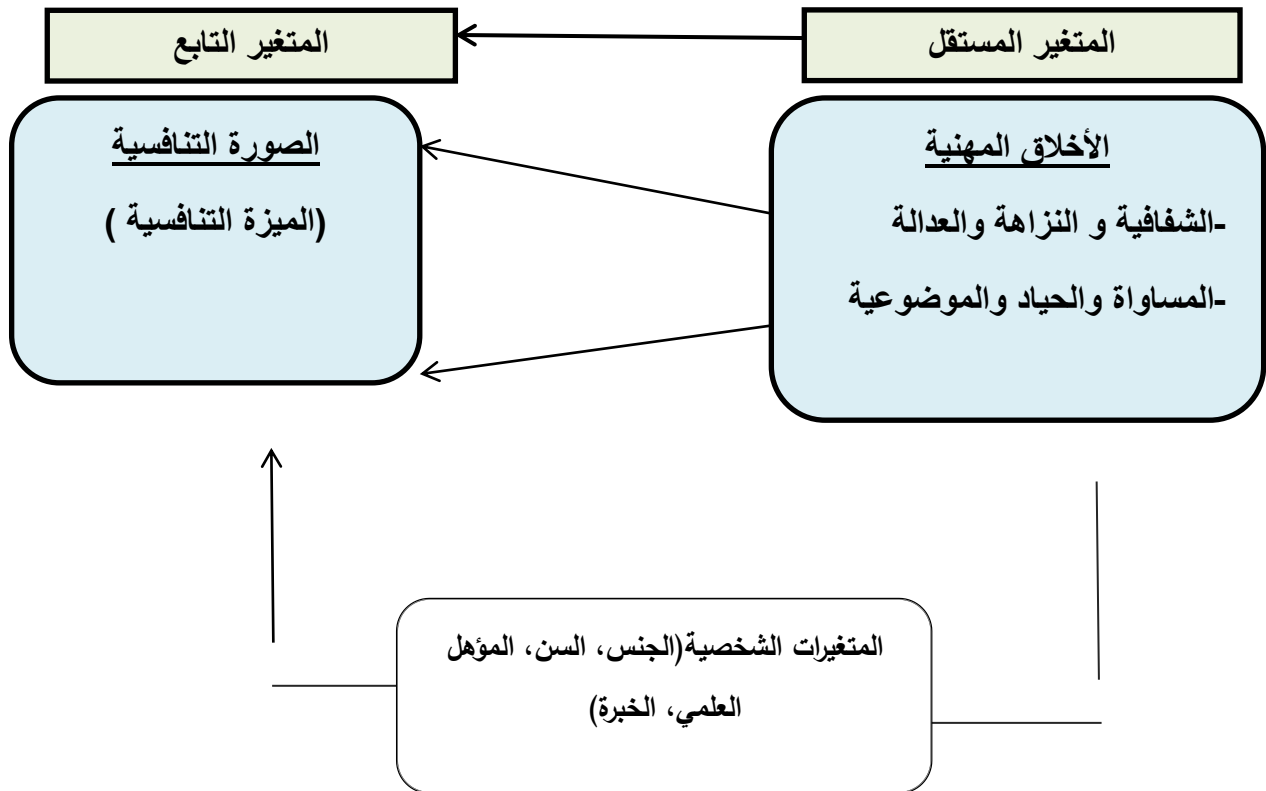 المتغير المستقل
المتغير التابع
الأخلاق المهنية
-الشفافية و النزاهة والعدالة
-المساواة والحياد والموضوعية
الصورة التنافسية
(الميزة التنافسية )
المتغيرات الشخصية(الجنس، السن، المؤهل
العلمي، الخبرة)